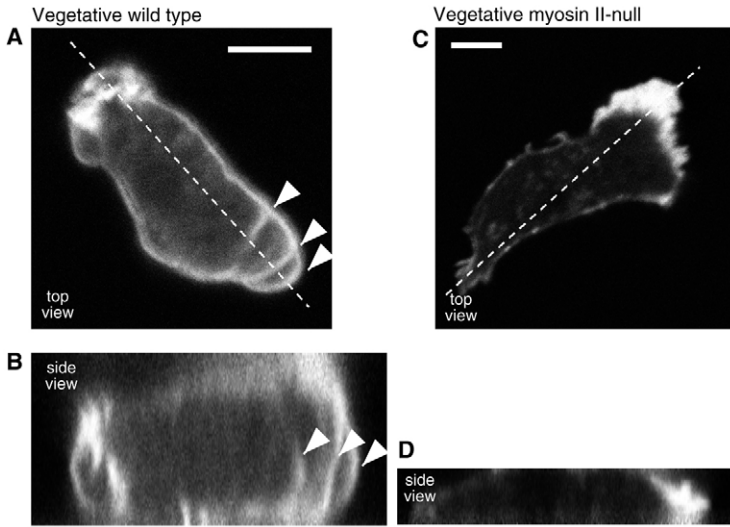 Vegetative wild type
Vegetative myosin II-null
A
C
top
view
top
view
B
side
view
D
side
view